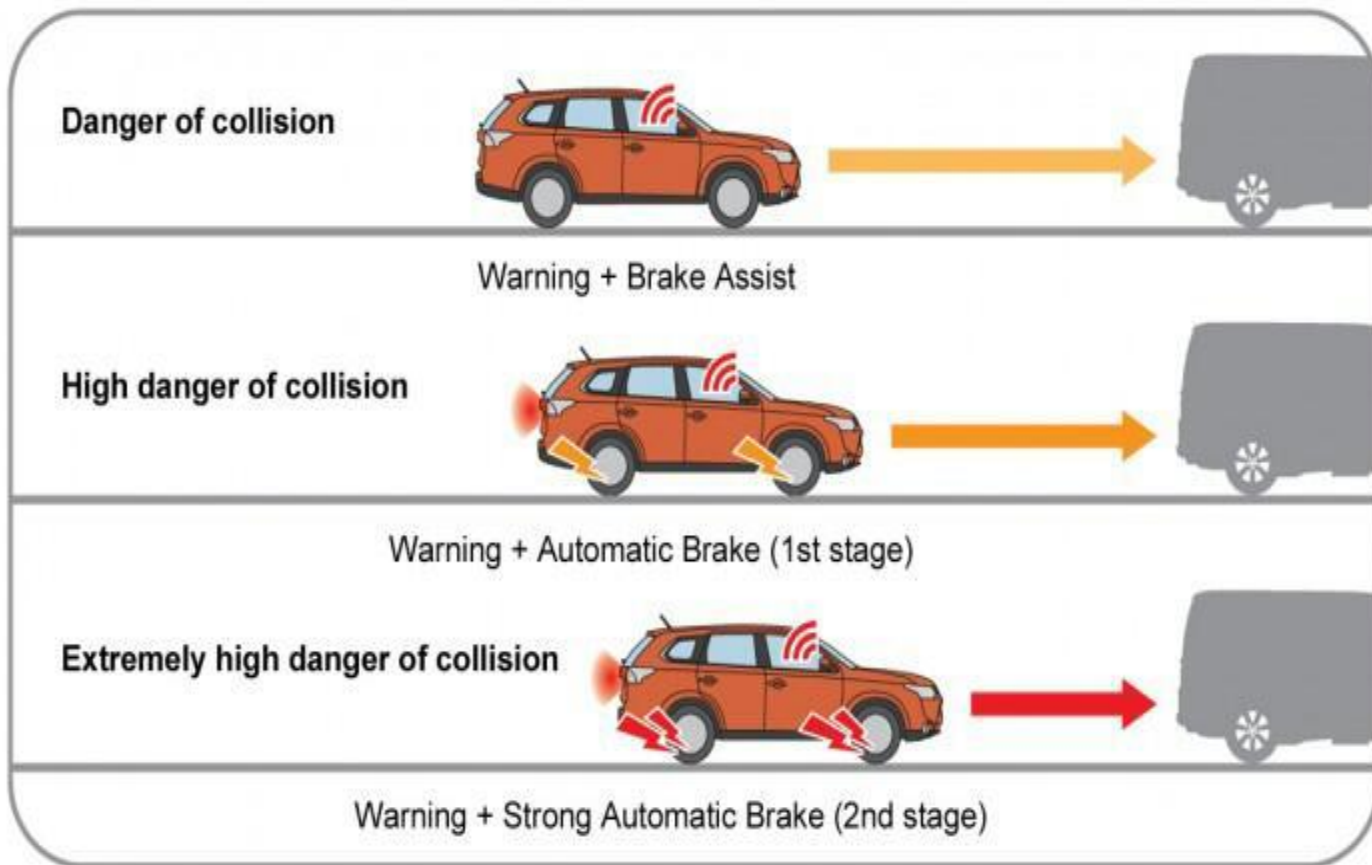 Danger of collision
Warning + Brake Assist
High danger of collision
Warning + Automatic Brake (1st stage)
Extremely high danger of collision
Warning + Strong Automatic Brake (2nd stage)